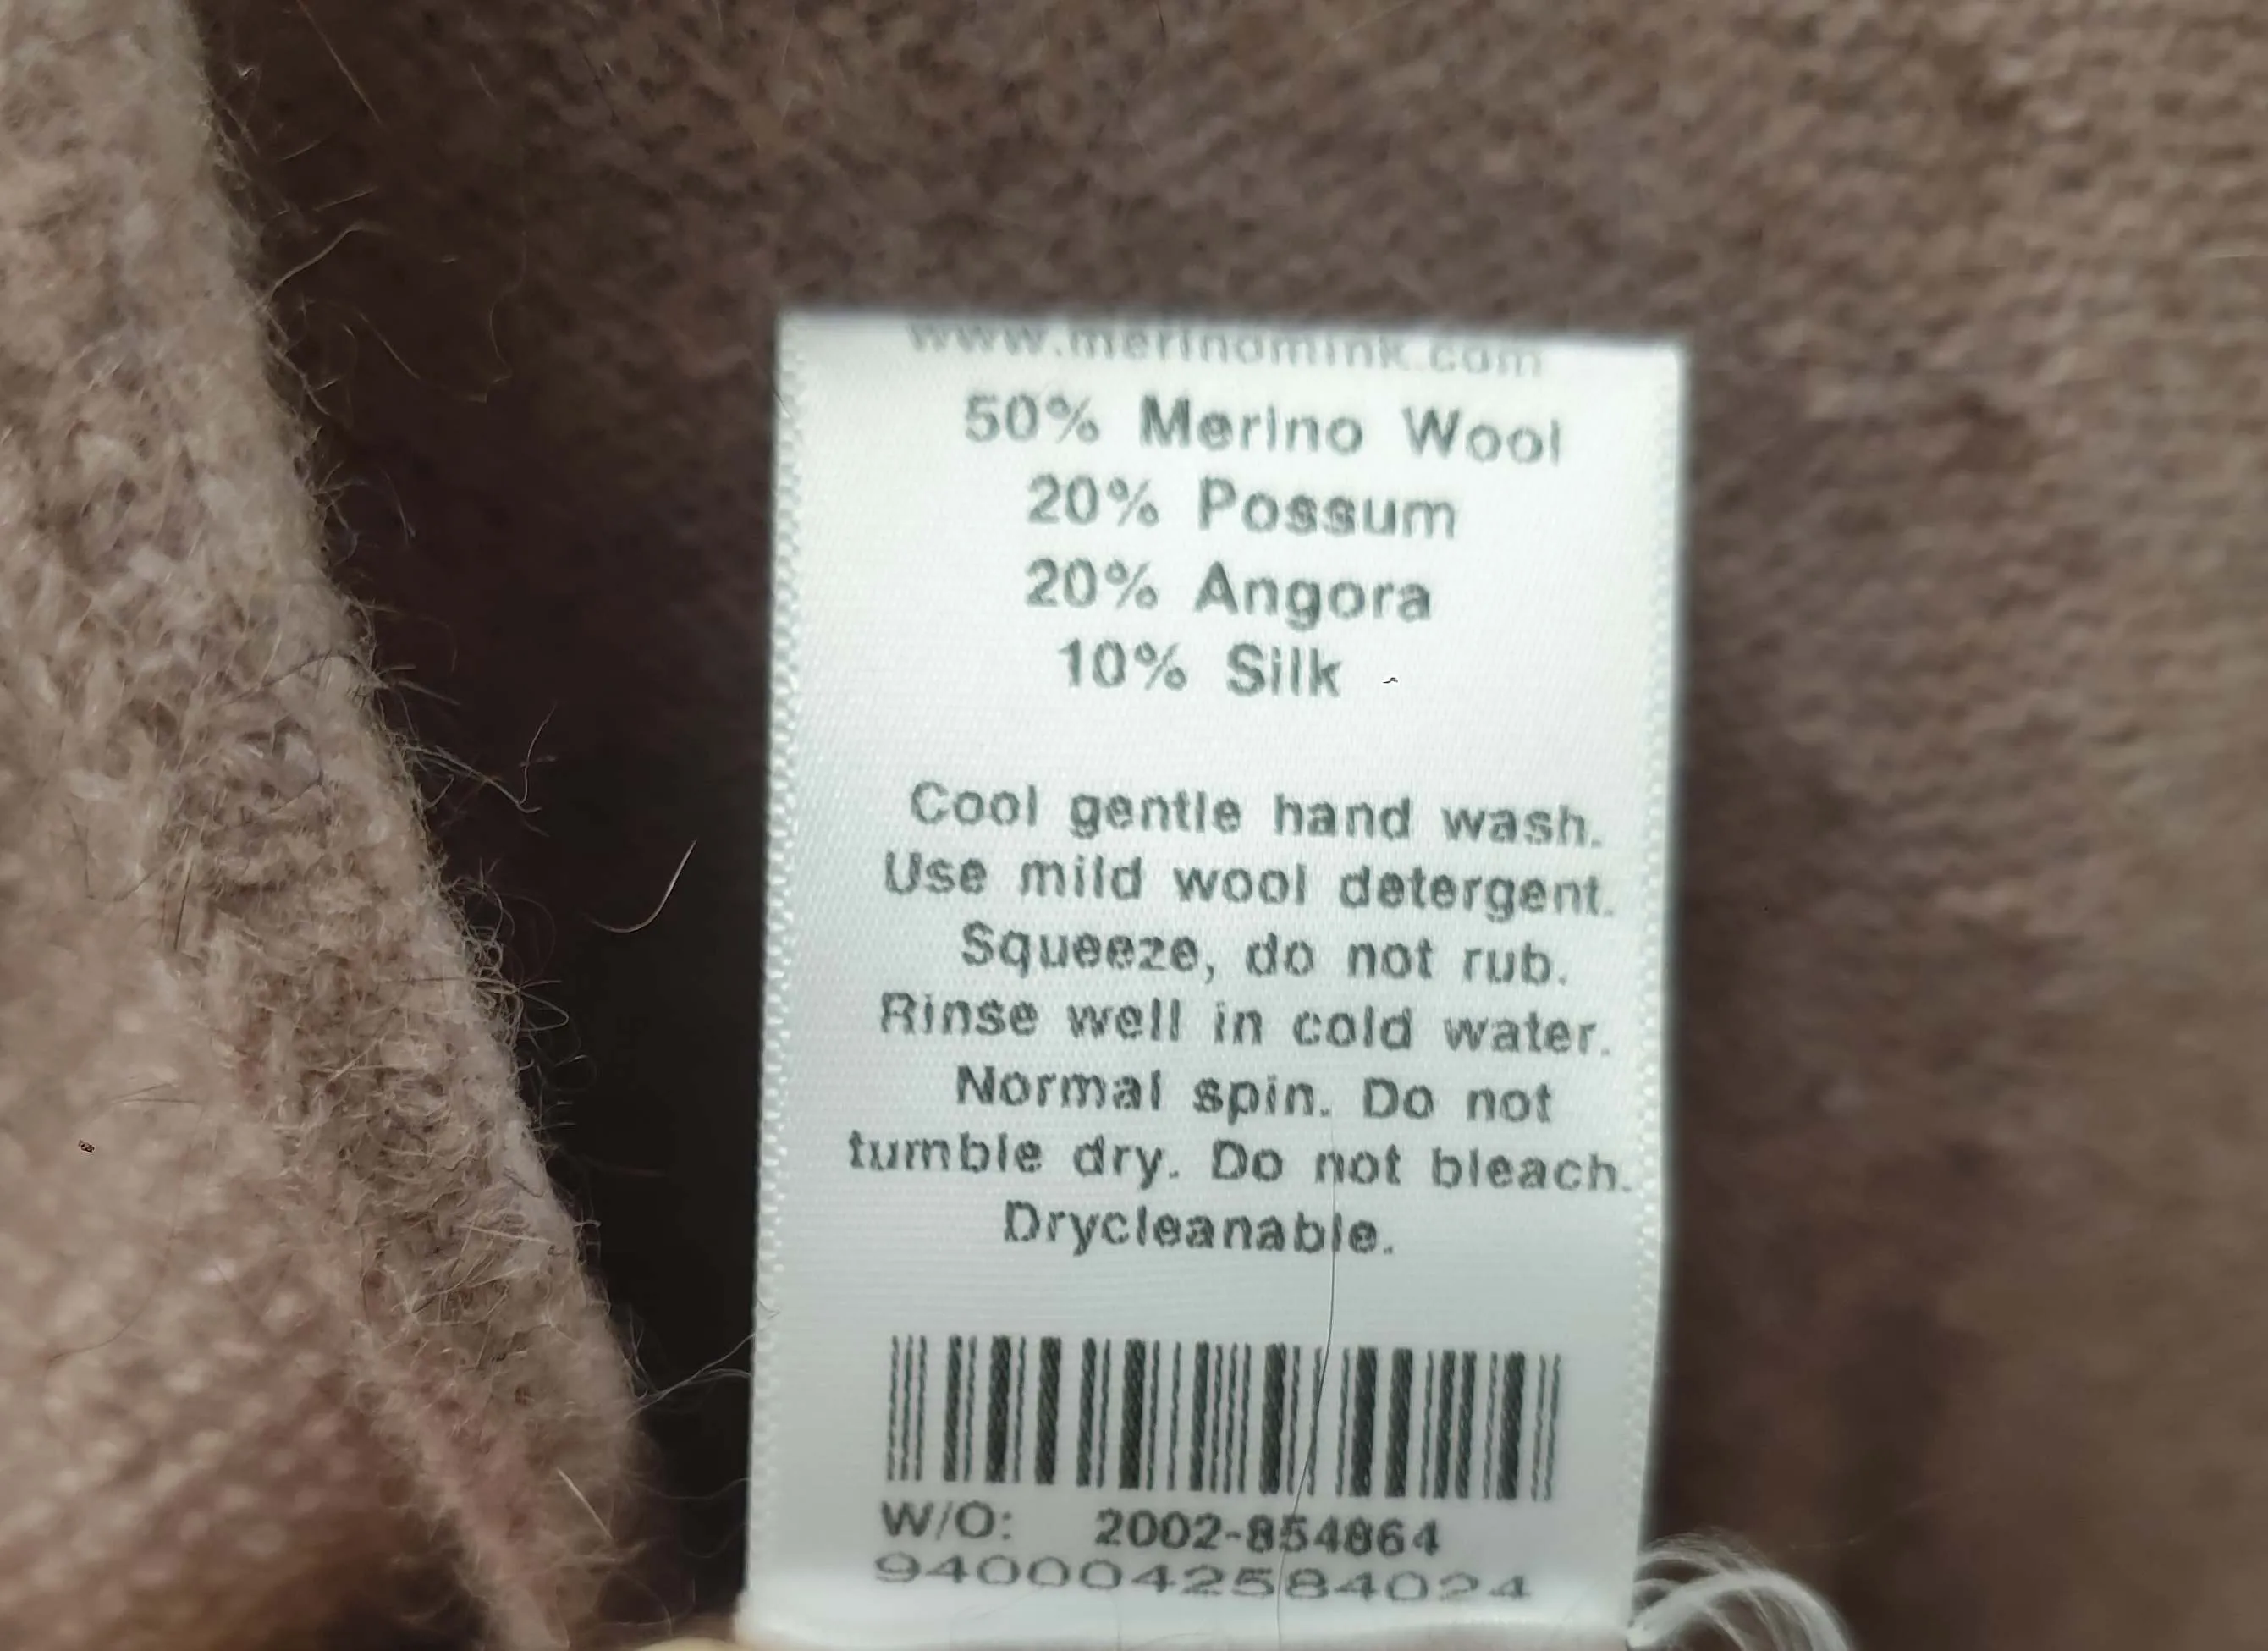 www.merinomink.com
50% Merino Wool
20% Possum
20% Angora
10% Silk
Cool gentle hand wash.
Use mild wool detergent.
Squeeze, do not rub.
Rinse well in cold water.
Normal spin. Do not
tumble dry. Do not bleach.
Drycleanable.
W/O: 2002-854864
9400042584024